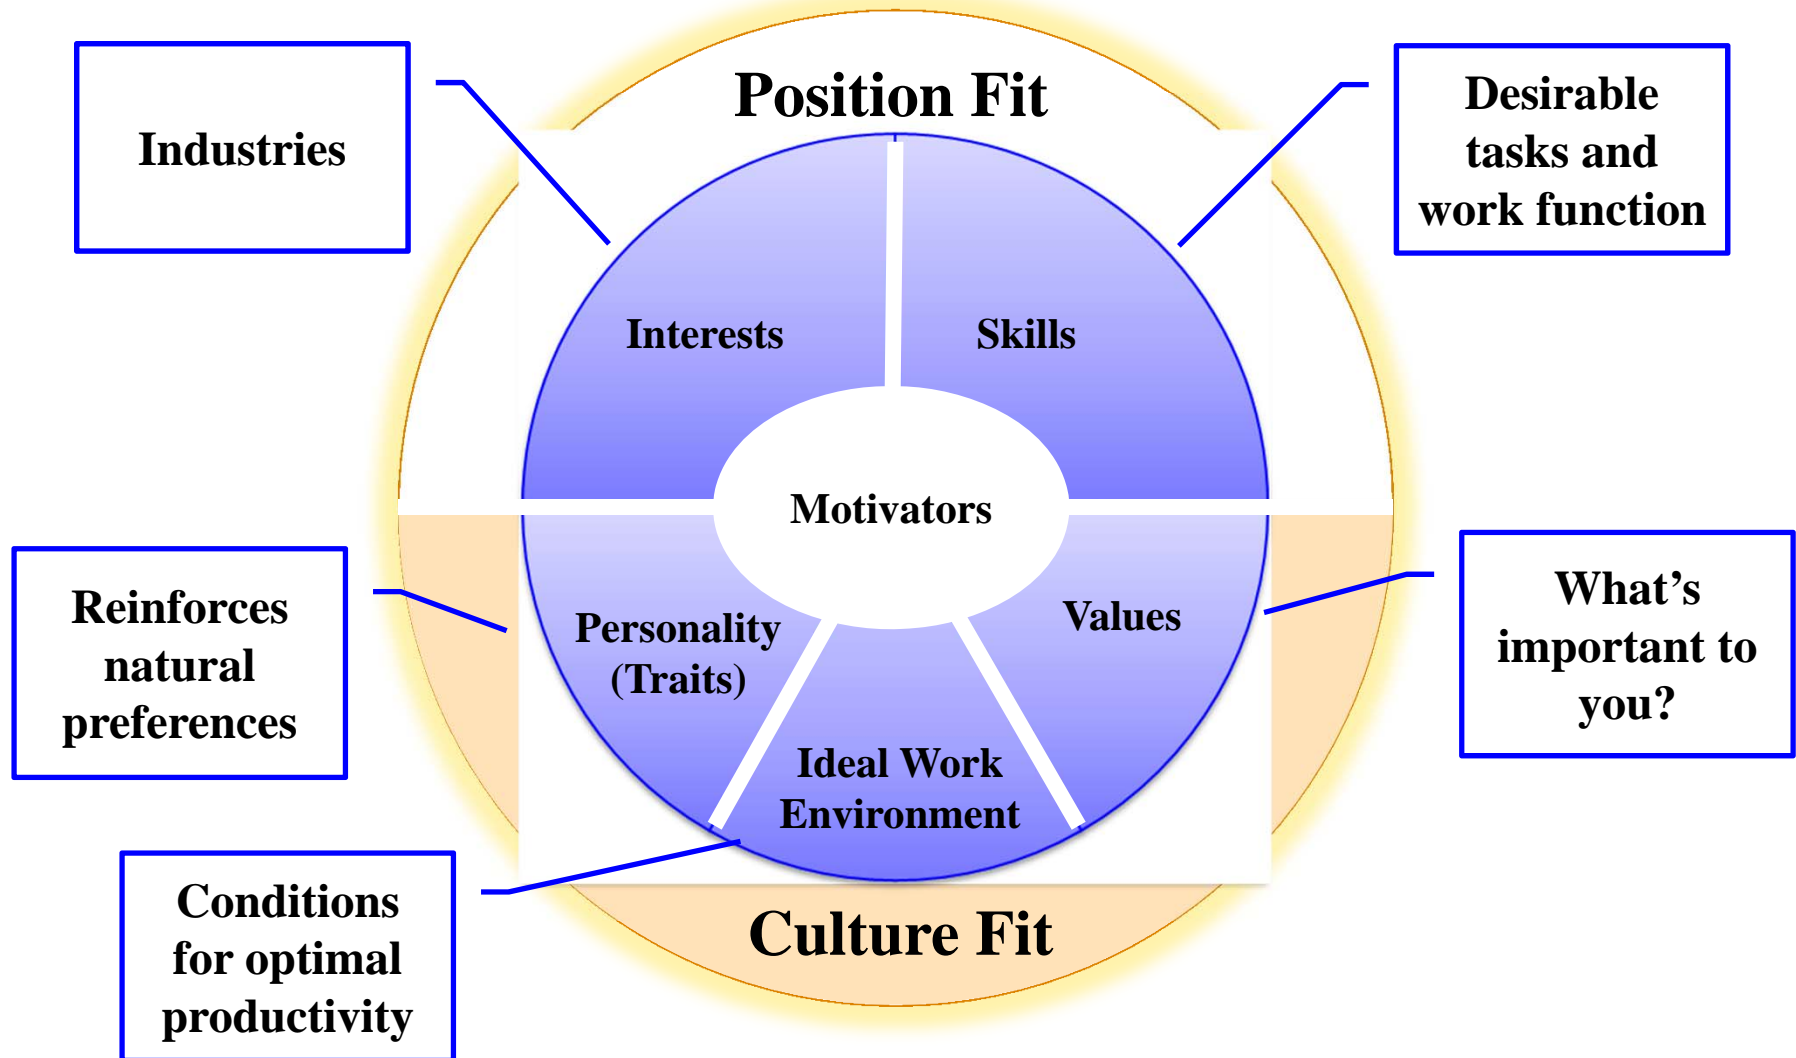 Position Fit
Industries
Desirable
tasks and
work function
Interests
Skills
Motivators
Reinforces
natural
preferences
Personality
(Traits)
Values
What's
important to
you?
Ideal Work
Environment
Conditions
for optimal
productivity
Culture Fit